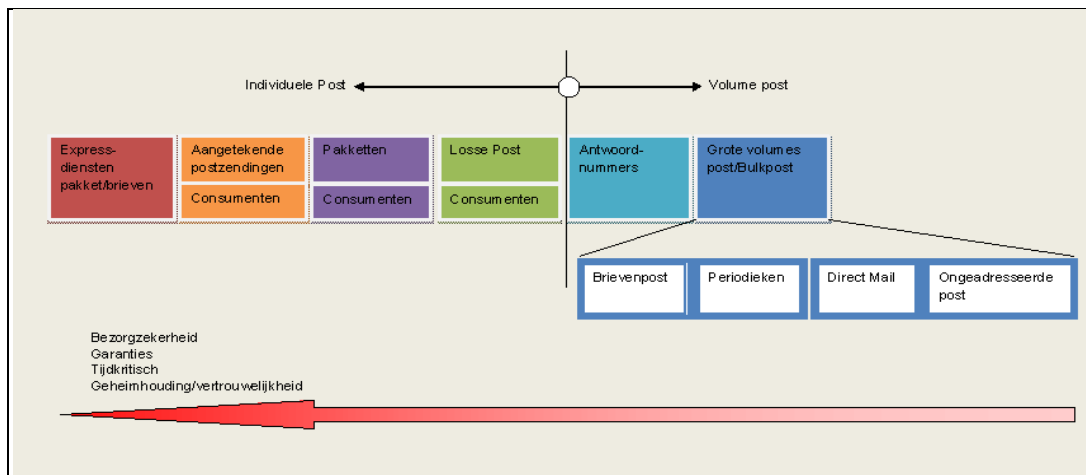 Individuele Post
Volume post
Express-
diensten
pakket/brieven
Aangetekende
postzendingen
Consumenten
Pakketten
Consumenten
Losse Post
Consumenten
Antwoord-
nummers
Grote volumes
post/Bulkpost
Brievenpost
Periodieken
Direct Mail
Ongeadresseerde
post
Bezorgzekerheid
Garanties
Tijdkritisch
Geheimhouding/vertrouwelijkheid